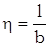 η = 1/b